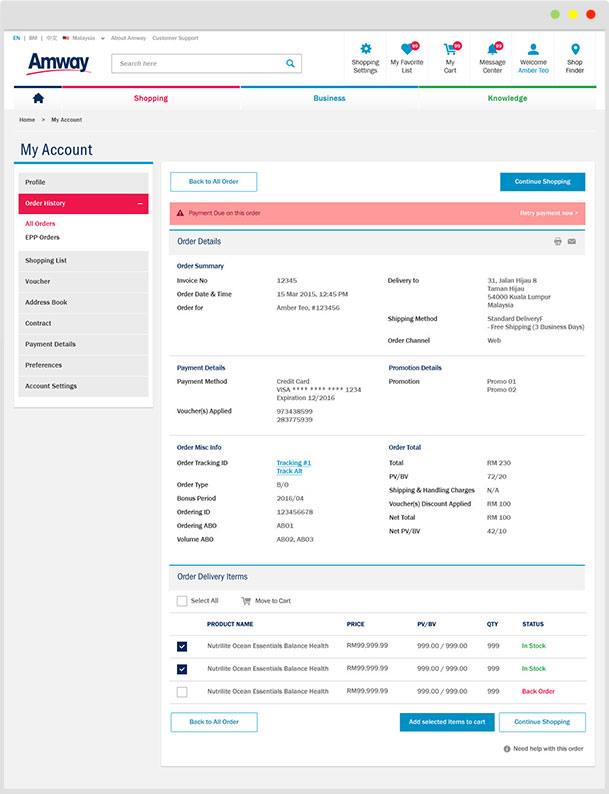 EN | BM | 中文 Malaysia About Amway Customer Support
Amway
Search here
Shopping Settings
My Favorite List
99
My Cart
99
Message Center
99
Welcome Amber Teo
Shop Finder
Shopping Business Knowledge
Home > My Account
My Account
Profile
Order History
All Orders
EPP Orders
Shopping List
Voucher
Address Book
Contract
Payment Details
Preferences
Account Settings
Back to All Order Continue Shopping
Payment Due on this order Retry payment now >
Order Details
Order Summary
Invoice No 12345
Order Date & Time 15 Mar 2015, 12:45 PM
Order for Amber Teo, #123456
Delivery to 31, Jalan Hijau 8
Taman Hijau
54000 Kuala Lumpur
Malaysia
Shipping Method Standard DeliveryF
- Free Shipping (3 Business Days)
Order Channel Web
Payment Details
Payment Method Credit Card
VISA **** **** **** 1234
Expiration 12/2016
Voucher(s) Applied 973438599
283775939
Promotion Details
Promotion Promo 01
Promo 02
Order Misc Info
Order Tracking ID Tracking #1
Track Alt
Order Type B/O
Bonus Period 2016/04
Ordering ID 123456678
Ordering ABO AB01
Volume ABO AB02, AB03
Order Total
Total RM 230
PV/BV 72/20
Shipping & Handling Charges N/A
Voucher(s) Discount Applied RM 100
Net Total RM 100
Net PV/BV 42/10
Order Delivery Items
Select All Move to Cart
PRODUCT NAME PRICE PV/BV QTY STATUS
Nutrilite Ocean Essentials Balance Health RM99,999.99 999.00 / 999.00 999 In Stock
Nutrilite Ocean Essentials Balance Health RM99,999.99 999.00 / 999.00 999 In Stock
Nutrilite Ocean Essentials Balance Health RM99,999.99 999.00 / 999.00 999 Back Order
Back to All Order Add selected items to cart Continue Shopping
Need help with this order